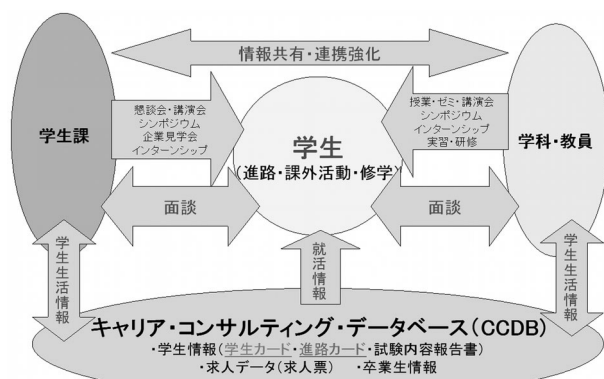 情報共有・連携強化
学生課
懇談会・講演会
シンポジウム
企業見学会
インターンシップ
学生
(進路・課外活動・修学)
授業・ゼミ・講演会
シンポジウム
インターンシップ
実習・研修
学科・教員
面談
面談
学生生活情報
就活情報
学生生活情報
キャリア・コンサルティング・データベース(CCDB)
・学生情報(学生カード・進路カード・試験内容報告書)
・求人データ(求人票) ・卒業生情報